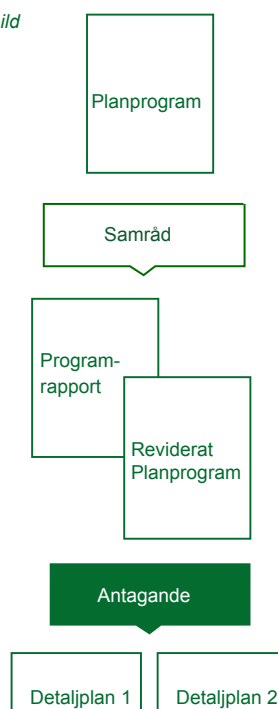 ild
Planprogram
Samråd
Program-
rapport
Reviderat
Planprogram
Antagande
Detaljplan 1
Detaljplan 2